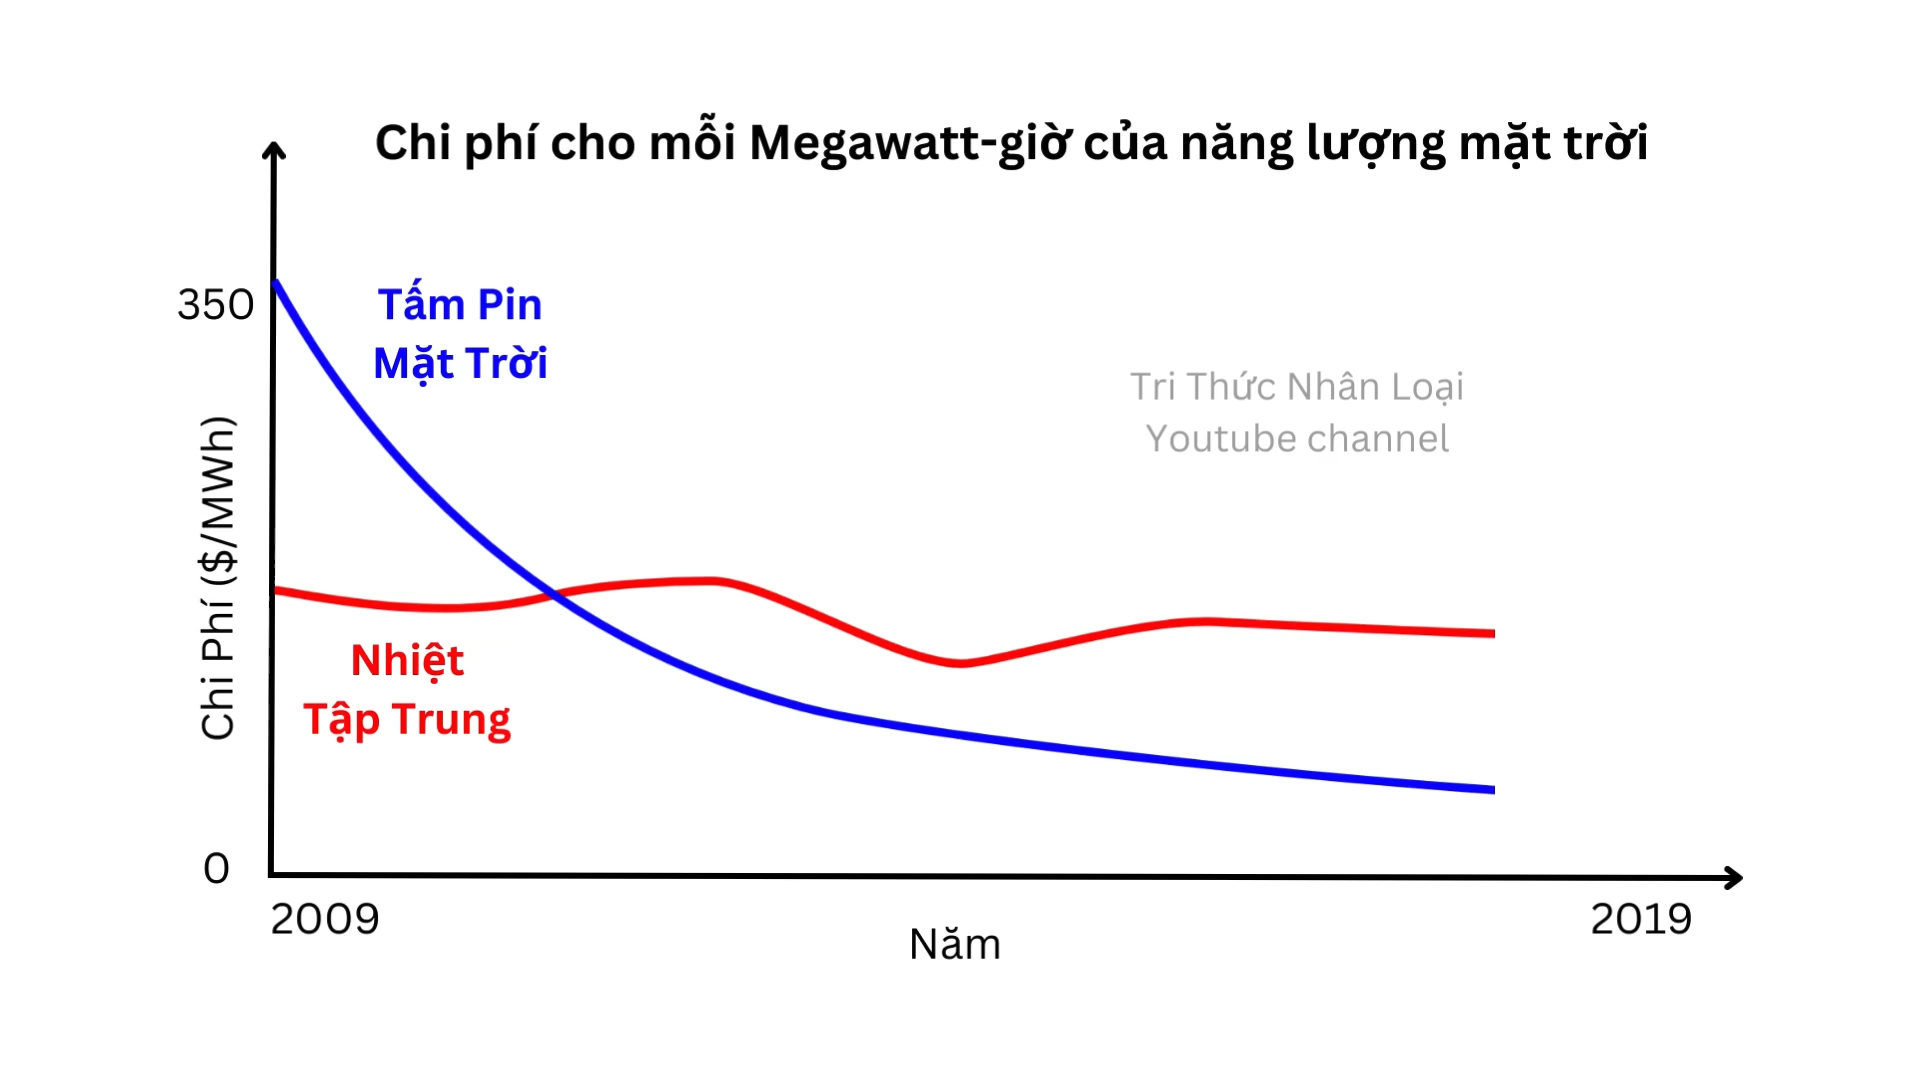 Chi phí cho mỗi Megawatt-giờ của năng lượng mặt trời
350
Tấm Pin
Mặt Trời
Tri Thức Nhân Loại
Youtube channel
Chi Phí ($/MWh)
Nhiệt
Tập Trung
0
2009
2019
Năm